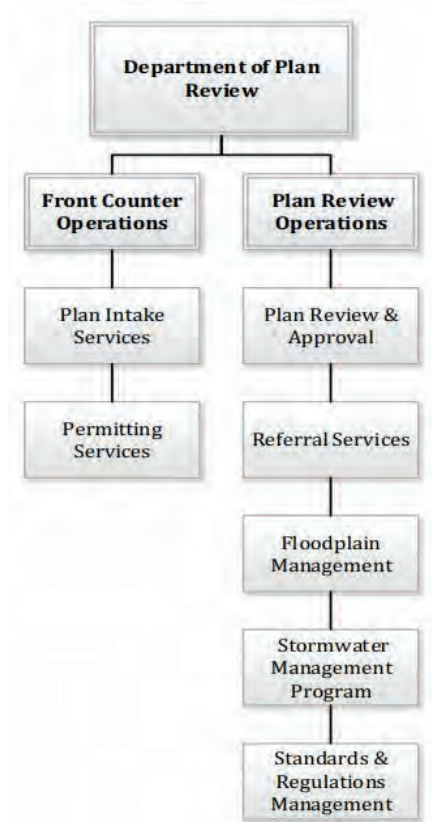 Department of Plan
Review
Front Counter
Operations
Plan Intake
Services
Permitting
Services
Plan Review
Operations
Plan Review &
Approval
Referral Services
Floodplain
Management
Stormwater
Management
Program
Standards &
Regulations
Management